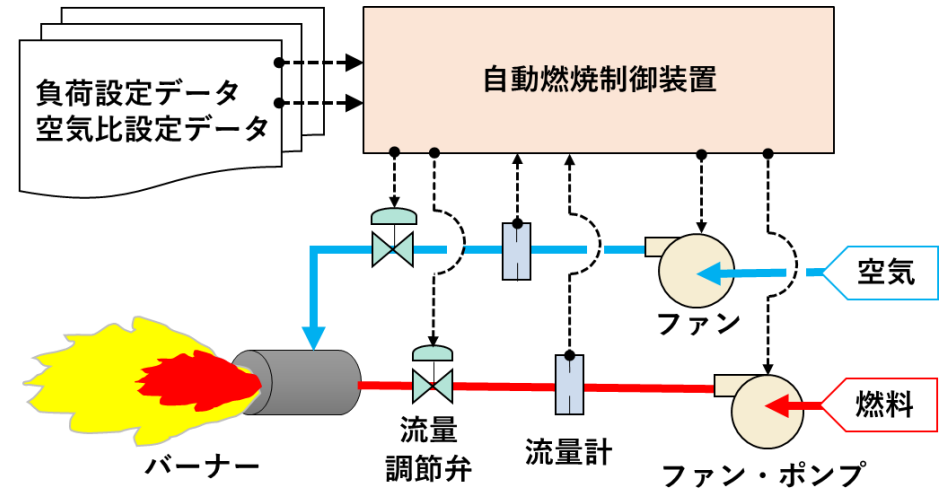 負荷設定データ
空気比設定データ
自動燃焼制御装置
空気
ファン
燃料
流量
調節弁
流量計
バーナー
ファン・ポンプ